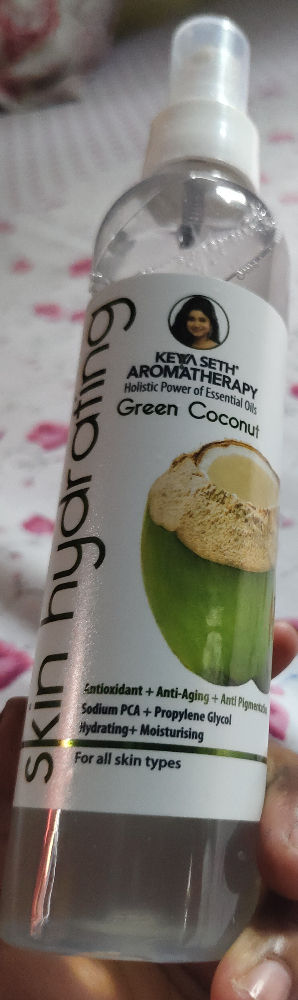 KEYA SETH®
AROMATHERAPY
Holistic Power of Essential Oils
Green Coconut
skin hydrating
Antioxidant + Anti-Aging + Anti Pigmentation
Sodium PCA + Propylene Glycol
Hydrating+ Moisturising
For all skin types